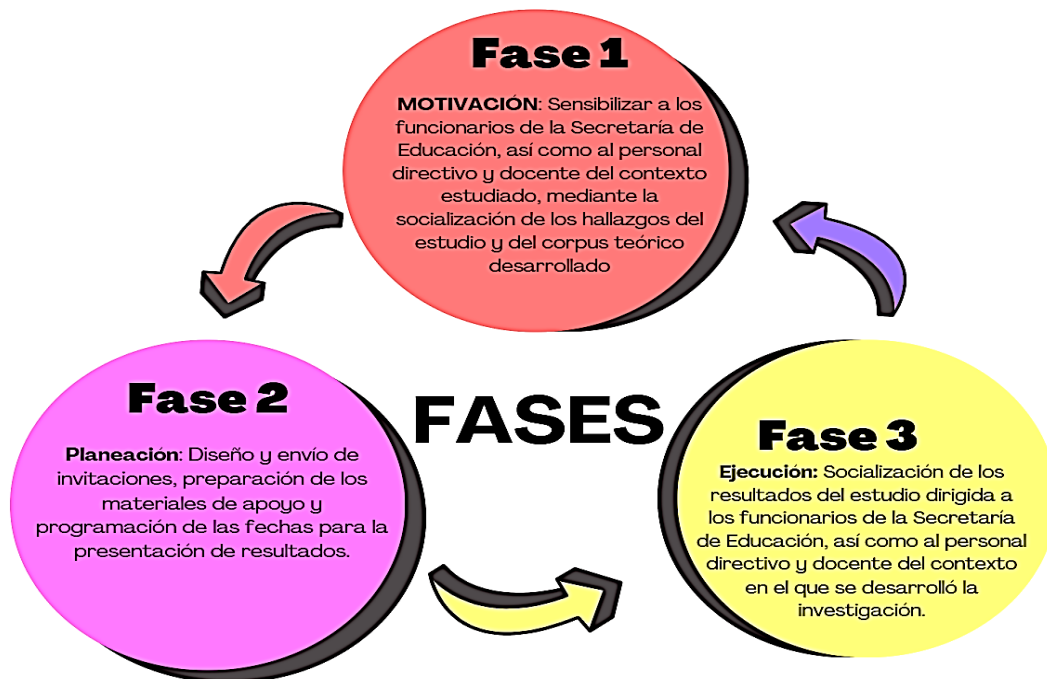 Fase 1
MOTIVACIÓN: Sensibilizar a los
funcionarios de la Secretaría de
Educación, así como al personal
directivo y docente del contexto
estudiado, mediante la
socialización de los hallazgos del
estudio y del corpus teórico
desarrollado
Fase 2
Planeación: Diseño y envío de
invitaciones, preparación de los
materiales de apoyo y
programación de las fechas para la
presentación de resultados.
FASES
Fase 3
Ejecución: Socialización de los
resultados del estudio dirigida a
los funcionarios de la Secretaría
de Educación, así como al personal
directivo y docente del contexto
en el que se desarrolló la
investigación.